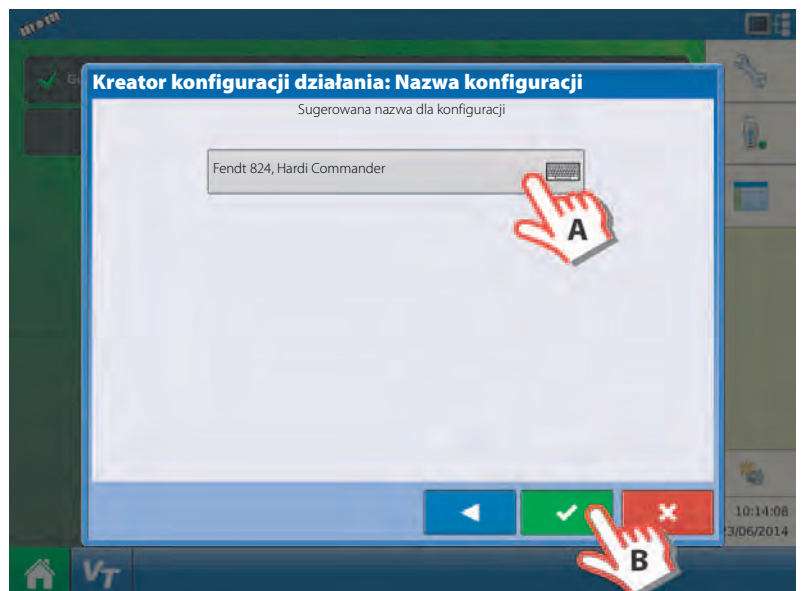 Kreator konfiguracji działania: Nazwa konfiguracji
Sugerowana nazwa dla konfiguracji
Fendt 824, Hardi Commander
A
10:14:08
3/06/2014
B
VT